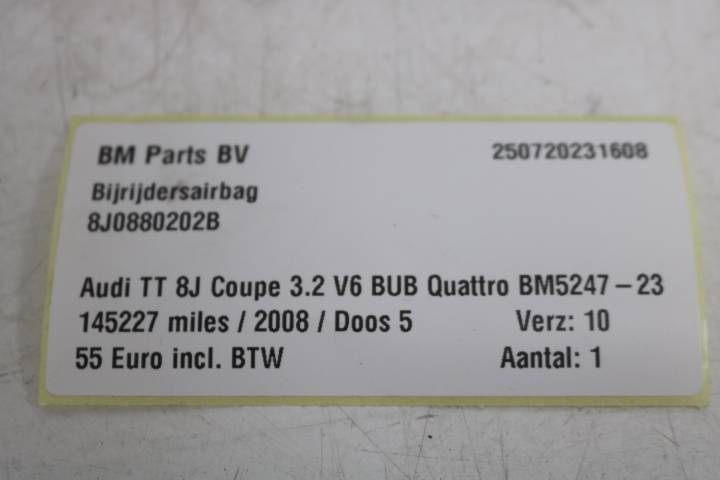 BM Parts BV 250720231608
Bijrijdersairbag
8J0880202B
Audi TT 8J Coupe 3.2 V6 BUB Quattro BM5247-23
145227 miles / 2008 / Doos 5 Verz: 10
55 Euro incl. BTW Aantal: 1